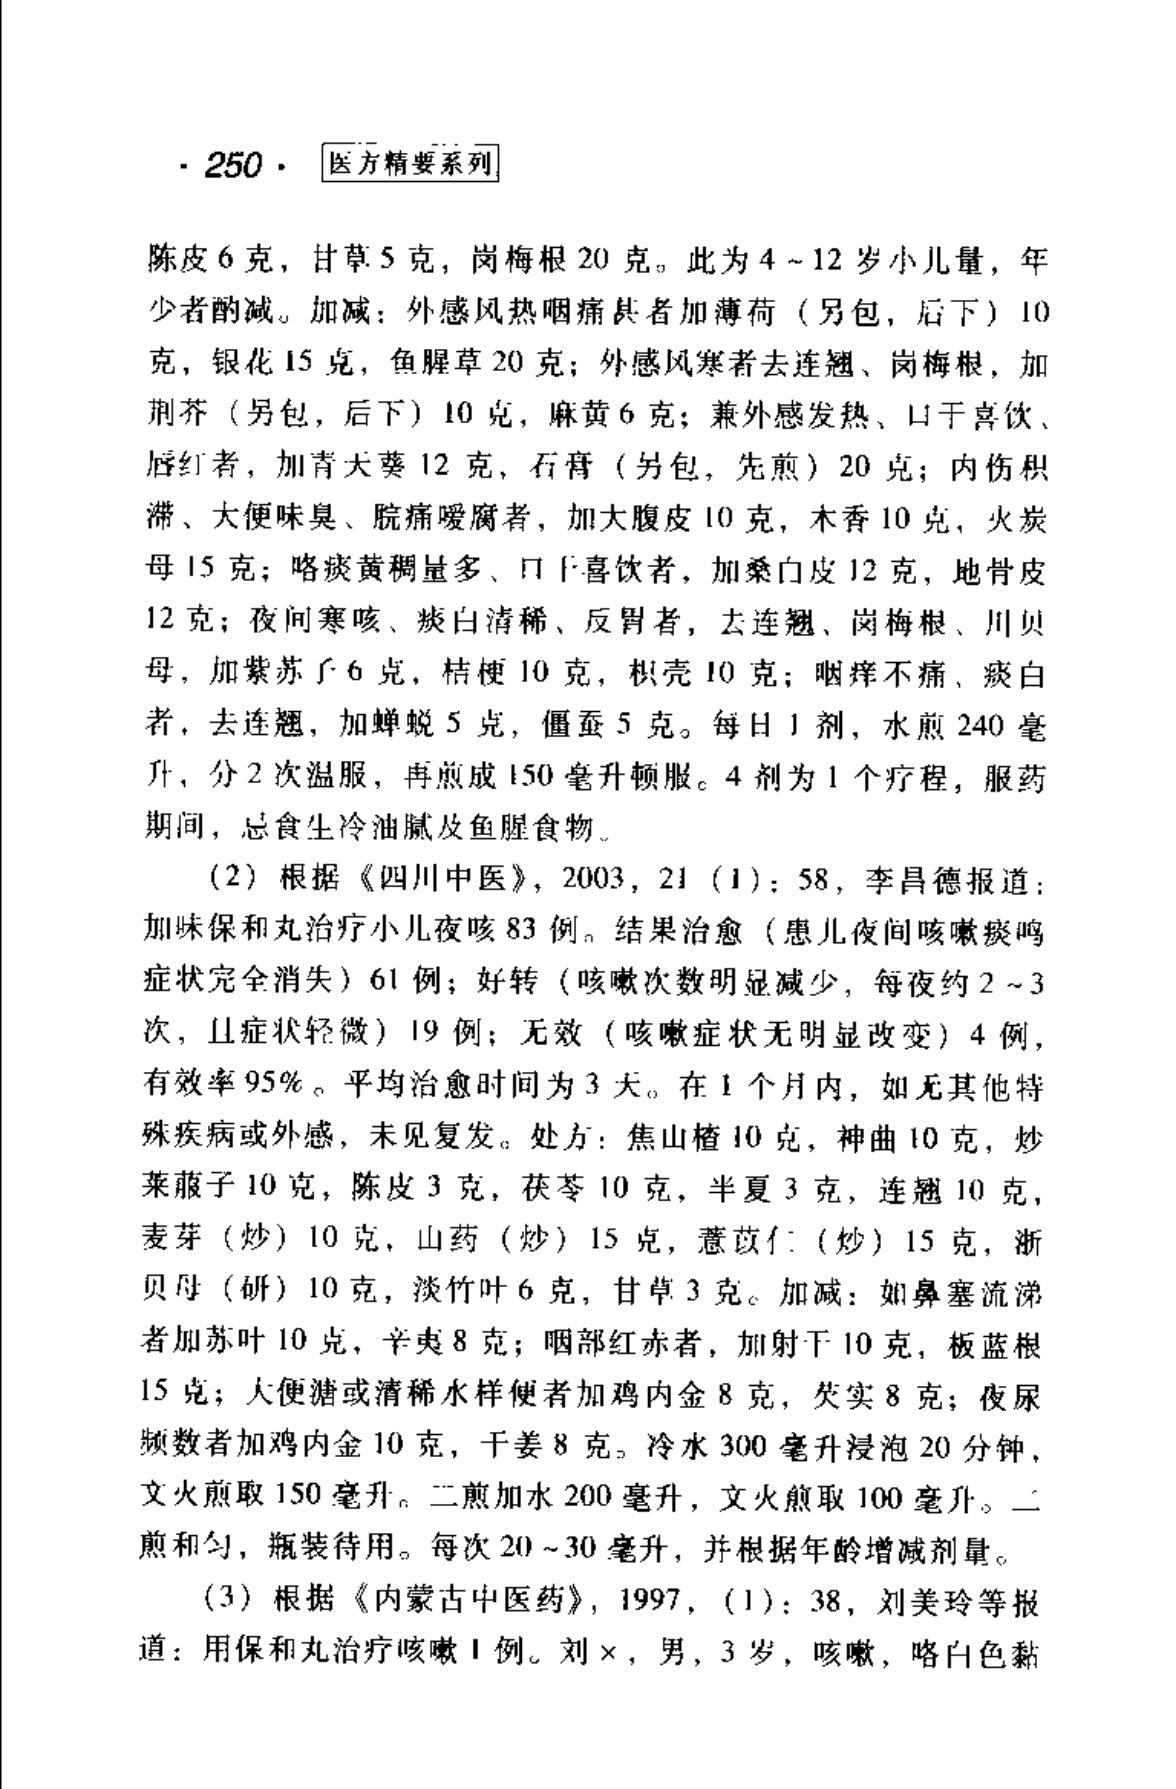 · 250 · 医方精要系列
陈皮 6 克，甘草 5 克，岗梅根 20 克。此为 4 ~ 12 岁小儿量，年
少者酌减。加减：外感风热咽痛甚者加薄荷（另包，后下）10
克，银花 15 克，鱼腥草 20 克；外感风寒者去连翘、岗梅根，加
荆芥（另包，后下）10 克，麻黄 6 克；兼外感发热、口干喜饮、
唇红者，加青天葵 12 克，石膏（另包，先煎）20 克；内伤积
滞、大便味臭、脘痛嗳腐者，加大腹皮 10 克，木香 10 克，火炭
母 15 克；咯痰黄稠量多、口干喜饮者，加桑白皮 12 克，地骨皮
12 克；夜间寒咳、痰白清稀、反胃者，去连翘、岗梅根、川贝
母，加紫苏子 6 克，桔梗 10 克，枳壳 10 克；咽痒不痛、痰白
者，去连翘，加蝉蜕 5 克，僵蚕 5 克。每日 1 剂，水煎 240 毫
升，分 2 次温服，再煎成 150 毫升顿服。4 剂为 1 个疗程，服药
期间，忌食生冷油腻及鱼腥食物。
（2）根据《四川中医》，2003，21（1）：58，李昌德报道：
加味保和丸治疗小儿夜咳 83 例。结果治愈（患儿夜间咳嗽痰鸣
症状完全消失）61 例；好转（咳嗽次数明显减少，每夜约 2 ~ 3
次，且症状轻微）19 例；无效（咳嗽症状无明显改变）4 例，
有效率 95%。平均治愈时间为 3 天。在 1 个月内，如无其他特
殊疾病或外感，未见复发。处方：焦山楂 10 克，神曲 10 克，炒
莱菔子 10 克，陈皮 3 克，茯苓 10 克，半夏 3 克，连翘 10 克，
麦芽（炒）10 克，山药（炒）15 克，薏苡仁（炒）15 克，浙
贝母（研）10 克，淡竹叶 6 克，甘草 3 克。加减：如鼻塞流涕
者加苏叶 10 克，辛夷 8 克；咽部红赤者，加射干 10 克，板蓝根
15 克；大便溏或清稀水样便者加鸡内金 8 克，芡实 8 克；夜尿
频数者加鸡内金 10 克，干姜 8 克。冷水 300 毫升浸泡 20 分钟，
文火煎取 150 毫升。二煎加水 200 毫升，文火煎取 100 毫升。二
煎和匀，瓶装待用。每次 20 ~ 30 毫升，并根据年龄增减剂量。
（3）根据《内蒙古中医药》，1997，（1）：38，刘美玲等报
道：用保和丸治疗咳嗽 1 例。刘 ×，男，3 岁，咳嗽，咯白色黏